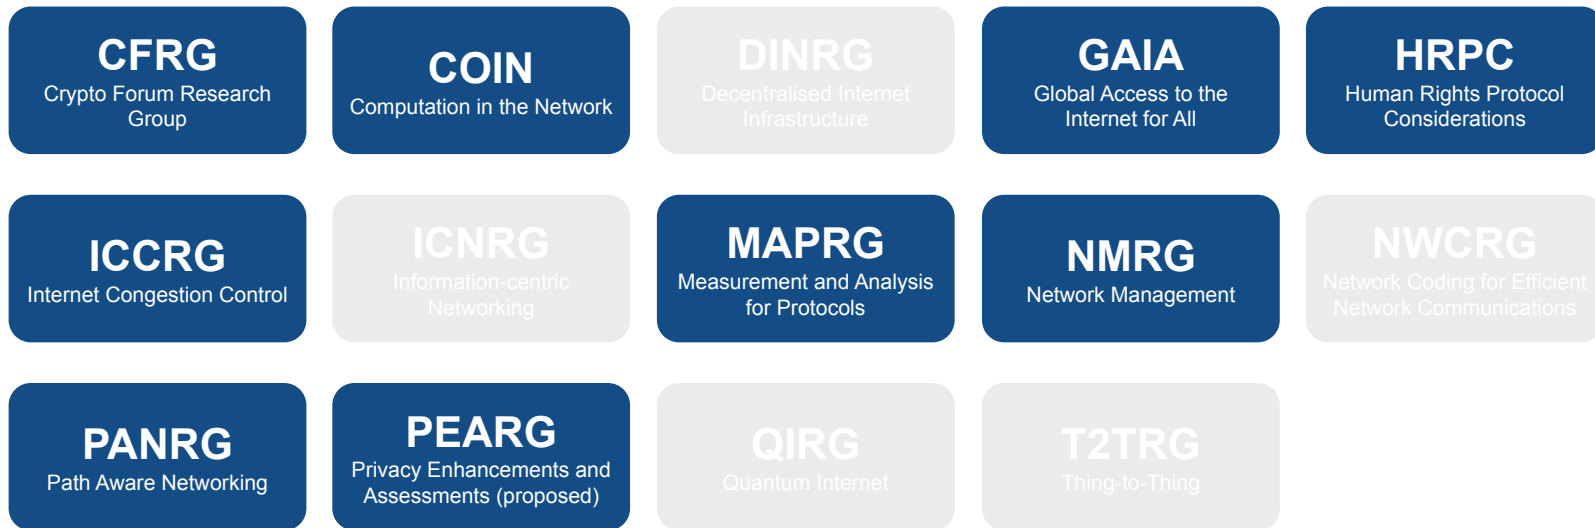 CFRG
Crypto Forum Research
Group
COIN
Computation in the Network
DINRG
Decentralised Internet
Infrastructure
GAIA
Global Access to the
Internet for All
HRPC
Human Rights Protocol
Considerations
ICCRG
Internet Congestion Control
ICNRG
Information-centric
Networking
MAPRG
Measurement and Analysis
for Protocols
NMRG
Network Management
NWCRG
Network Coding for Efficient
Network Communications
PANRG
Path Aware Networking
PEARG
Privacy Enhancements and
Assessments (proposed)
QIRG
Quantum Internet
T2TRG
Thing-to-Thing